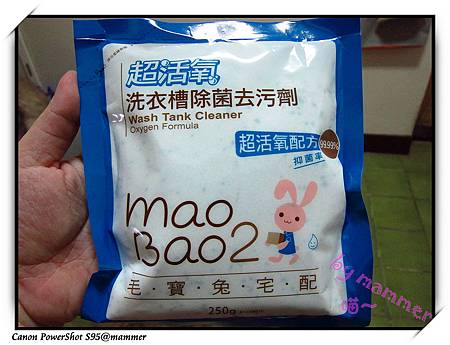 超活氧
洗衣槽除菌去污劑
Wash Tank Cleaner
Oxygen Formula
超活氧配方
99.99%
抑菌率
mao
Bao2
毛·寶·兔·宅·配
250g
by mammer
喵~
Canon PowerShot S95@mammer